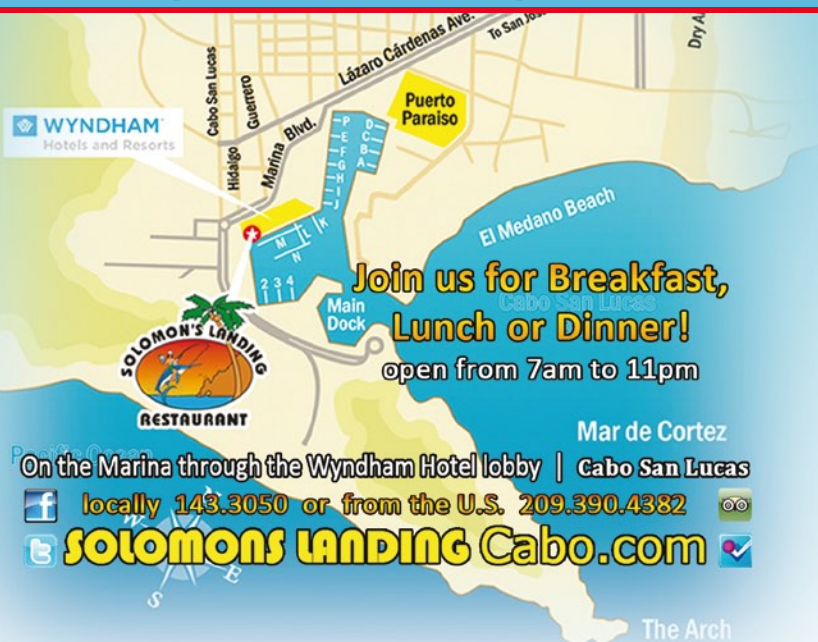 Lázaro Cárdenas Ave.
To San José
Dry A
Cabo San Lucas
Guerrero
Hidalgo
Marina Blvd.
Puerto
Paraiso
WYNDHAM
Hotels and Resorts
P D
E C
F B
G A
H
I
J
K
L
M
N
2 3 4
El Medano Beach
Cabo San Lucas
Main
Dock
Join us for Breakfast,
Lunch or Dinner!
open from 7am to 11pm
SOLOMON'S LANDING
RESTAURANT
Mar de Cortez
Pacific Ocean
On the Marina through the Wyndham Hotel lobby | Cabo San Lucas
f locally 143.3050 or from the U.S. 209.390.4382
t SOLOMONS LANDING Cabo.com
N
W
E
S
The Arch